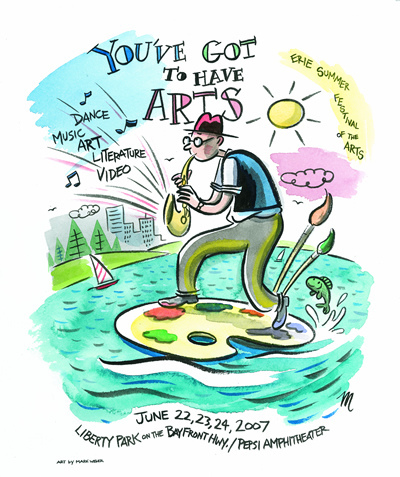 YOU'VE GOT
TO HAVE
ARTS
ERIE SUMMER
FESTIVAL
OF THE
ARTS
DANCE
MUSIC
ART
LITERATURE
VIDEO
M
JUNE 22, 23, 24, 2007
LIBERTY PARK ON THE BAYFRONT HWY. / PEPSI AMPHITHEATER
ART by MARK WEBER